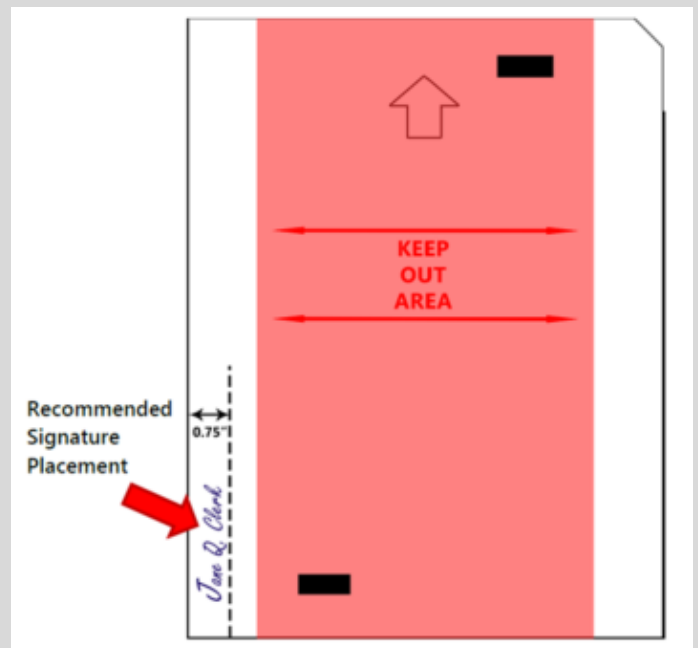 KEEP
OUT
AREA
Recommended
Signature
Placement
0.75"
Jane Q. Clerk